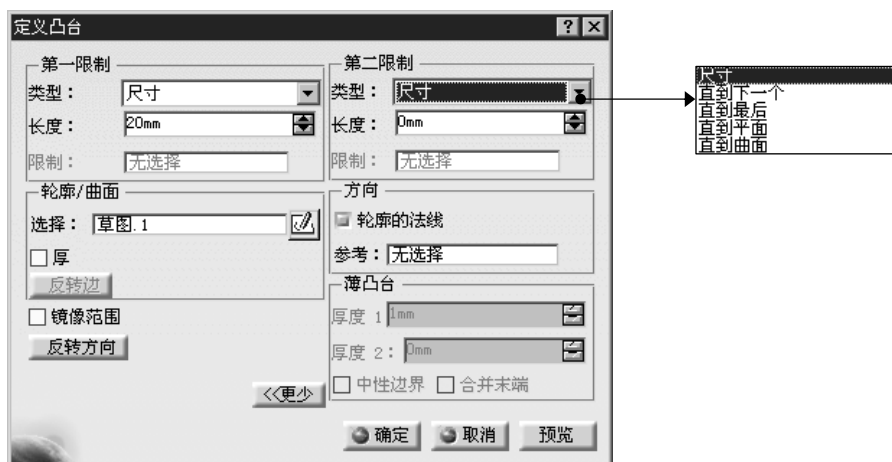 定义凸台
第一限制
类型： 尺寸
长度： 20mm
限制： 无选择
轮廓/曲面
选择： 草图.1
厚
反转边
镜像范围
反转方向
<<更少
第二限制
类型： 尺寸
长度： 0mm
限制： 无选择
方向
轮廓的法线
参考： 无选择
薄凸台
厚度 1 1mm
厚度 2： 0mm
中性边界 合并末端
确定 取消 预览
尺寸
直到下一个
直到最后
直到平面
直到曲面